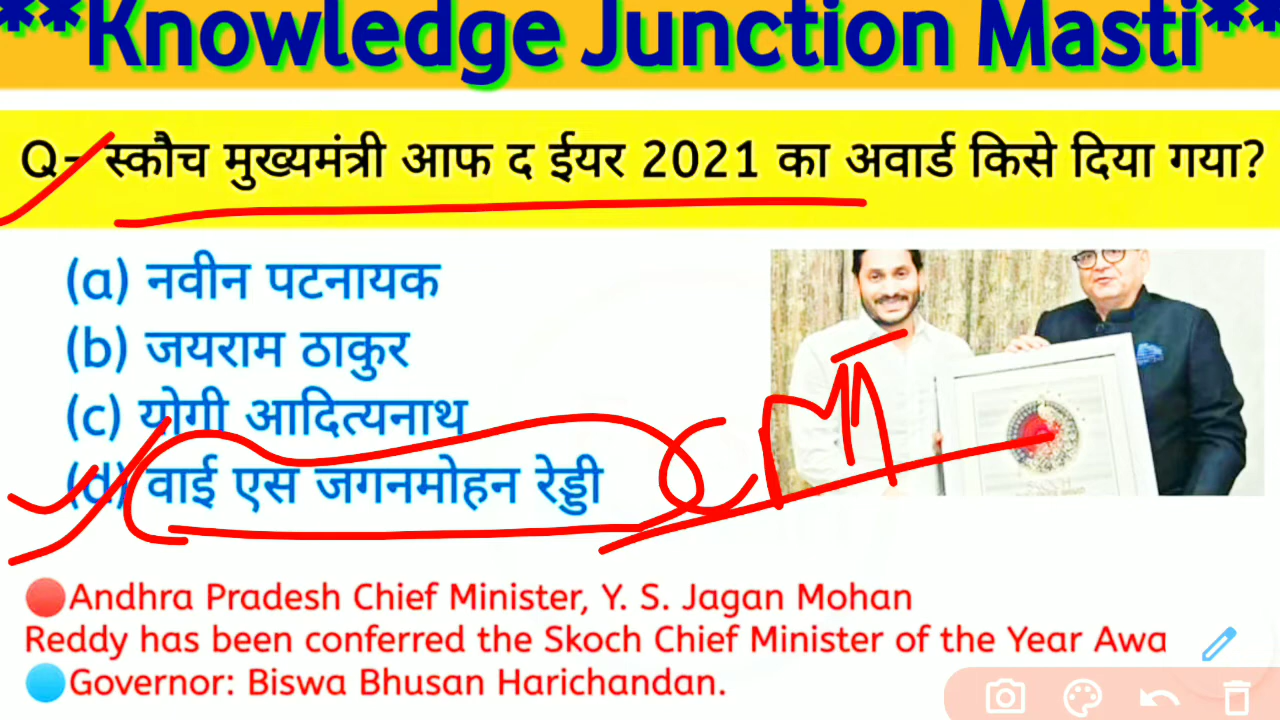 **Knowledge Junction Masti**
Q- स्कौच मुख्यमंत्री आफ द ईयर 2021 का अवार्ड किसे दिया गया?
(a) नवीन पटनायक
(b) जयराम ठाकुर
(c) योगी आदित्यनाथ
(d) वाई एस जगनमोहन रेड्डी
CM
SKOCH
Andhra Pradesh Chief Minister, Y. S. Jagan Mohan
Reddy has been conferred the Skoch Chief Minister of the Year Awa
Governor: Biswa Bhusan Harichandan.